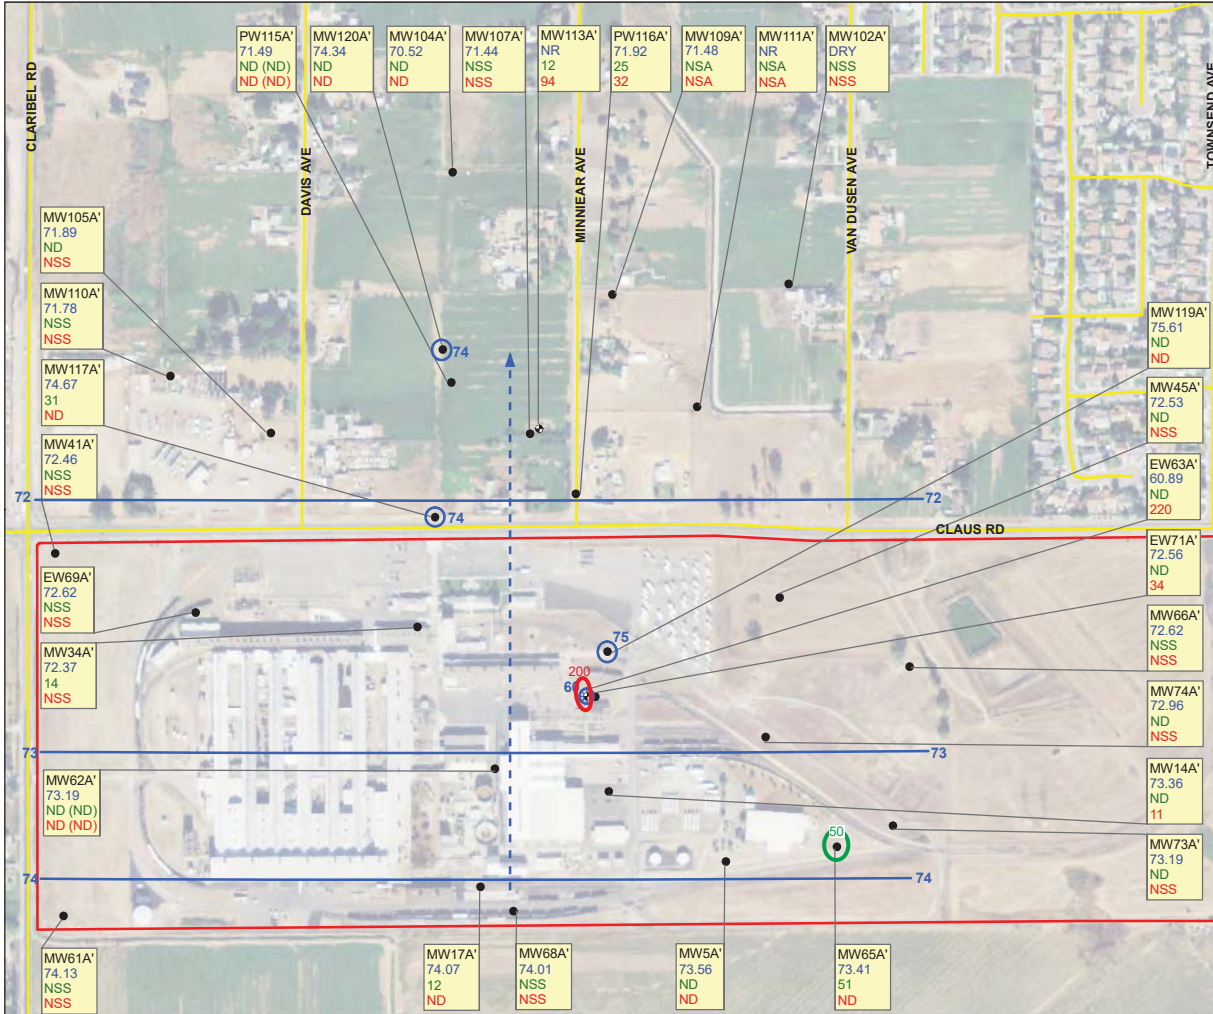 PW115A'
71.49
ND (ND)
ND (ND)
MW120A'
74.34
ND
ND
MW104A'
70.52
ND
ND
MW107A'
71.44
NSS
NSS
MW113A'
NR
12
94
PW116A'
71.92
25
32
MW109A'
71.48
NSA
NSA
MW111A'
NR
NSA
NSA
MW102A'
DRY
NSS
NSS
CLARIBEL RD
DAVIS AVE
MINNIEAR AVE
VAN DUSEN AVE
TOWNSEND AVE
MW105A'
71.89
ND
NSS
MW110A'
71.78
NSS
NSS
MW117A'
74.67
31
ND
MW41A'
72.46
NSS
NSS
74
MW119A'
75.61
ND
ND
MW45A'
72.53
ND
NSS
EW63A'
60.89
ND
220
72
72
74
CLAUS RD
EW69A'
72.62
NSS
NSS
MW34A'
72.37
14
NSS
EW71A'
72.56
ND
34
MW66A'
72.62
NSS
NSS
75
200
60
MW74A'
72.96
ND
NSS
73
73
MW62A'
73.19
ND (ND)
ND (ND)
MW14A'
73.36
ND
11
50
MW73A'
73.19
ND
NSS
74
74
MW61A'
74.13
NSS
NSS
MW17A'
74.07
12
ND
MW68A'
74.01
NSS
NSS
MW5A'
73.56
ND
ND
MW65A'
73.41
51
ND